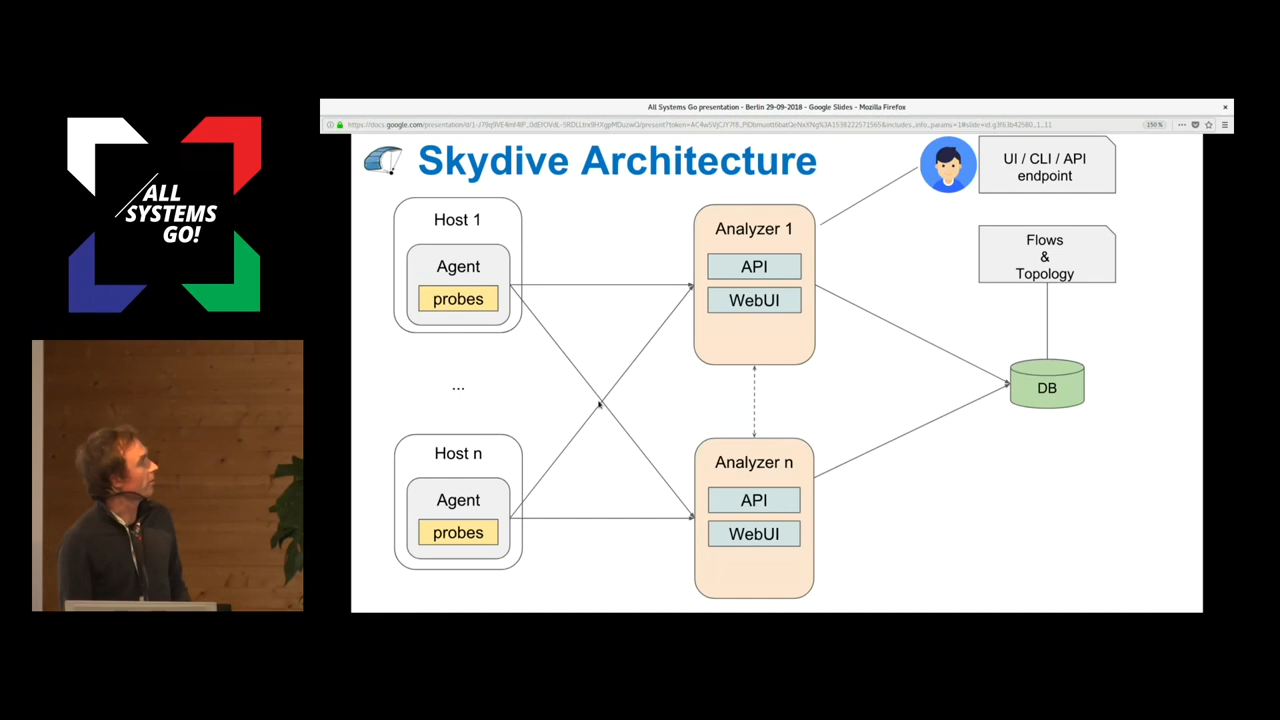 ALL
SYSTEMS
GO!
All Systems Go presentation - Berlin 29-09-2018 - Google Slides - Mozilla Firefox
150%
Skydive Architecture
UI / CLI / API
endpoint
Host 1
Agent
probes
Analyzer 1
API
WebUI
Flows
&
Topology
...
DB
Host n
Agent
probes
Analyzer n
API
WebUI